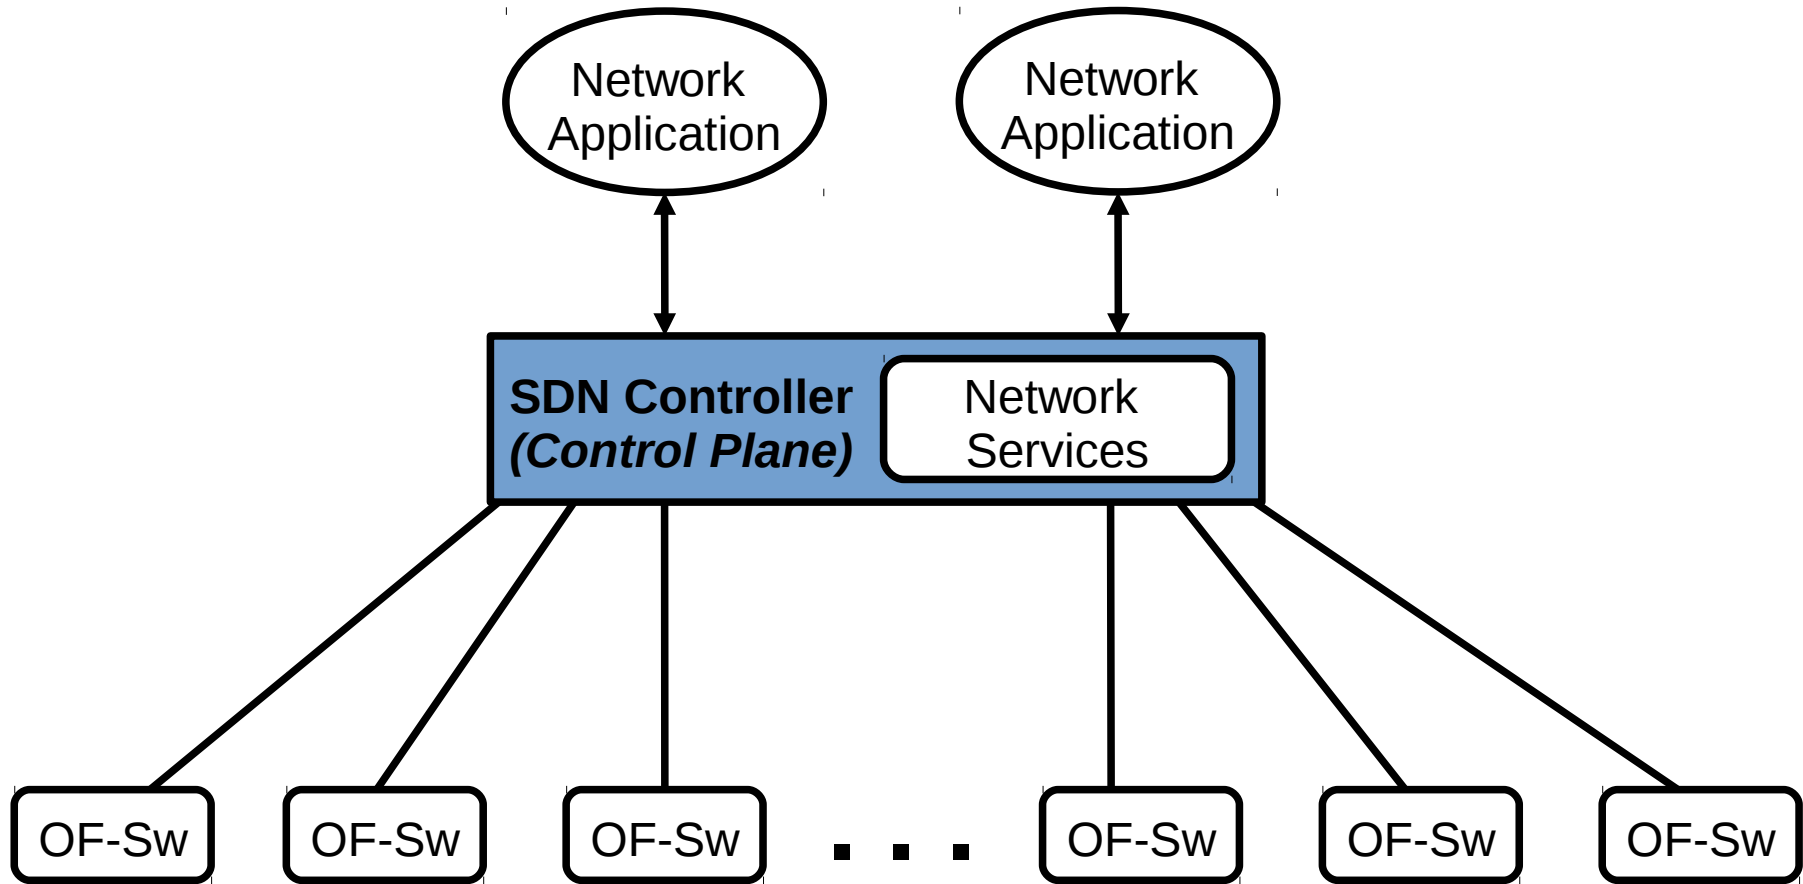 Network
Application
Network
Application
SDN Controller
(Control Plane)
Network
Services
OF-Sw
OF-Sw
OF-Sw
. . .
OF-Sw
OF-Sw
OF-Sw